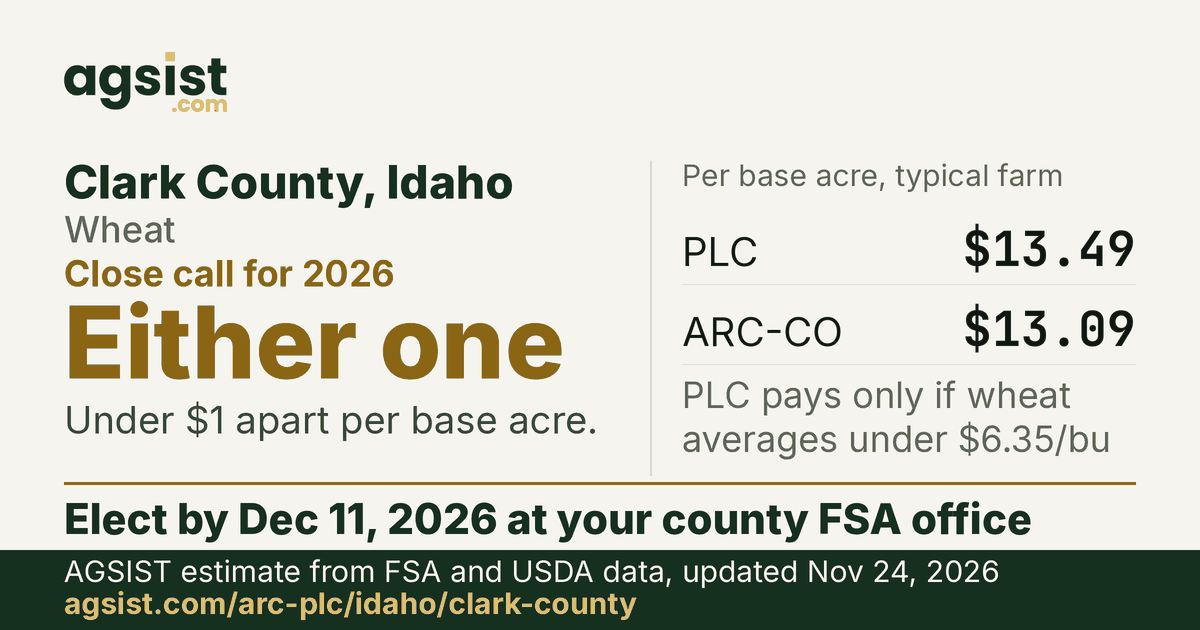 agsist
.com
Clark County, Idaho
Wheat
Close call for 2026
Either one
Under $1 apart per base acre.
Per base acre, typical farm
PLC $13.49
ARC-CO $13.09
PLC pays only if wheat
averages under $6.35/bu
Elect by Dec 11, 2026 at your county FSA office
AGSIST estimate from FSA and USDA data, updated Nov 24, 2026
agsist.com/arc-plc/idaho/clark-county